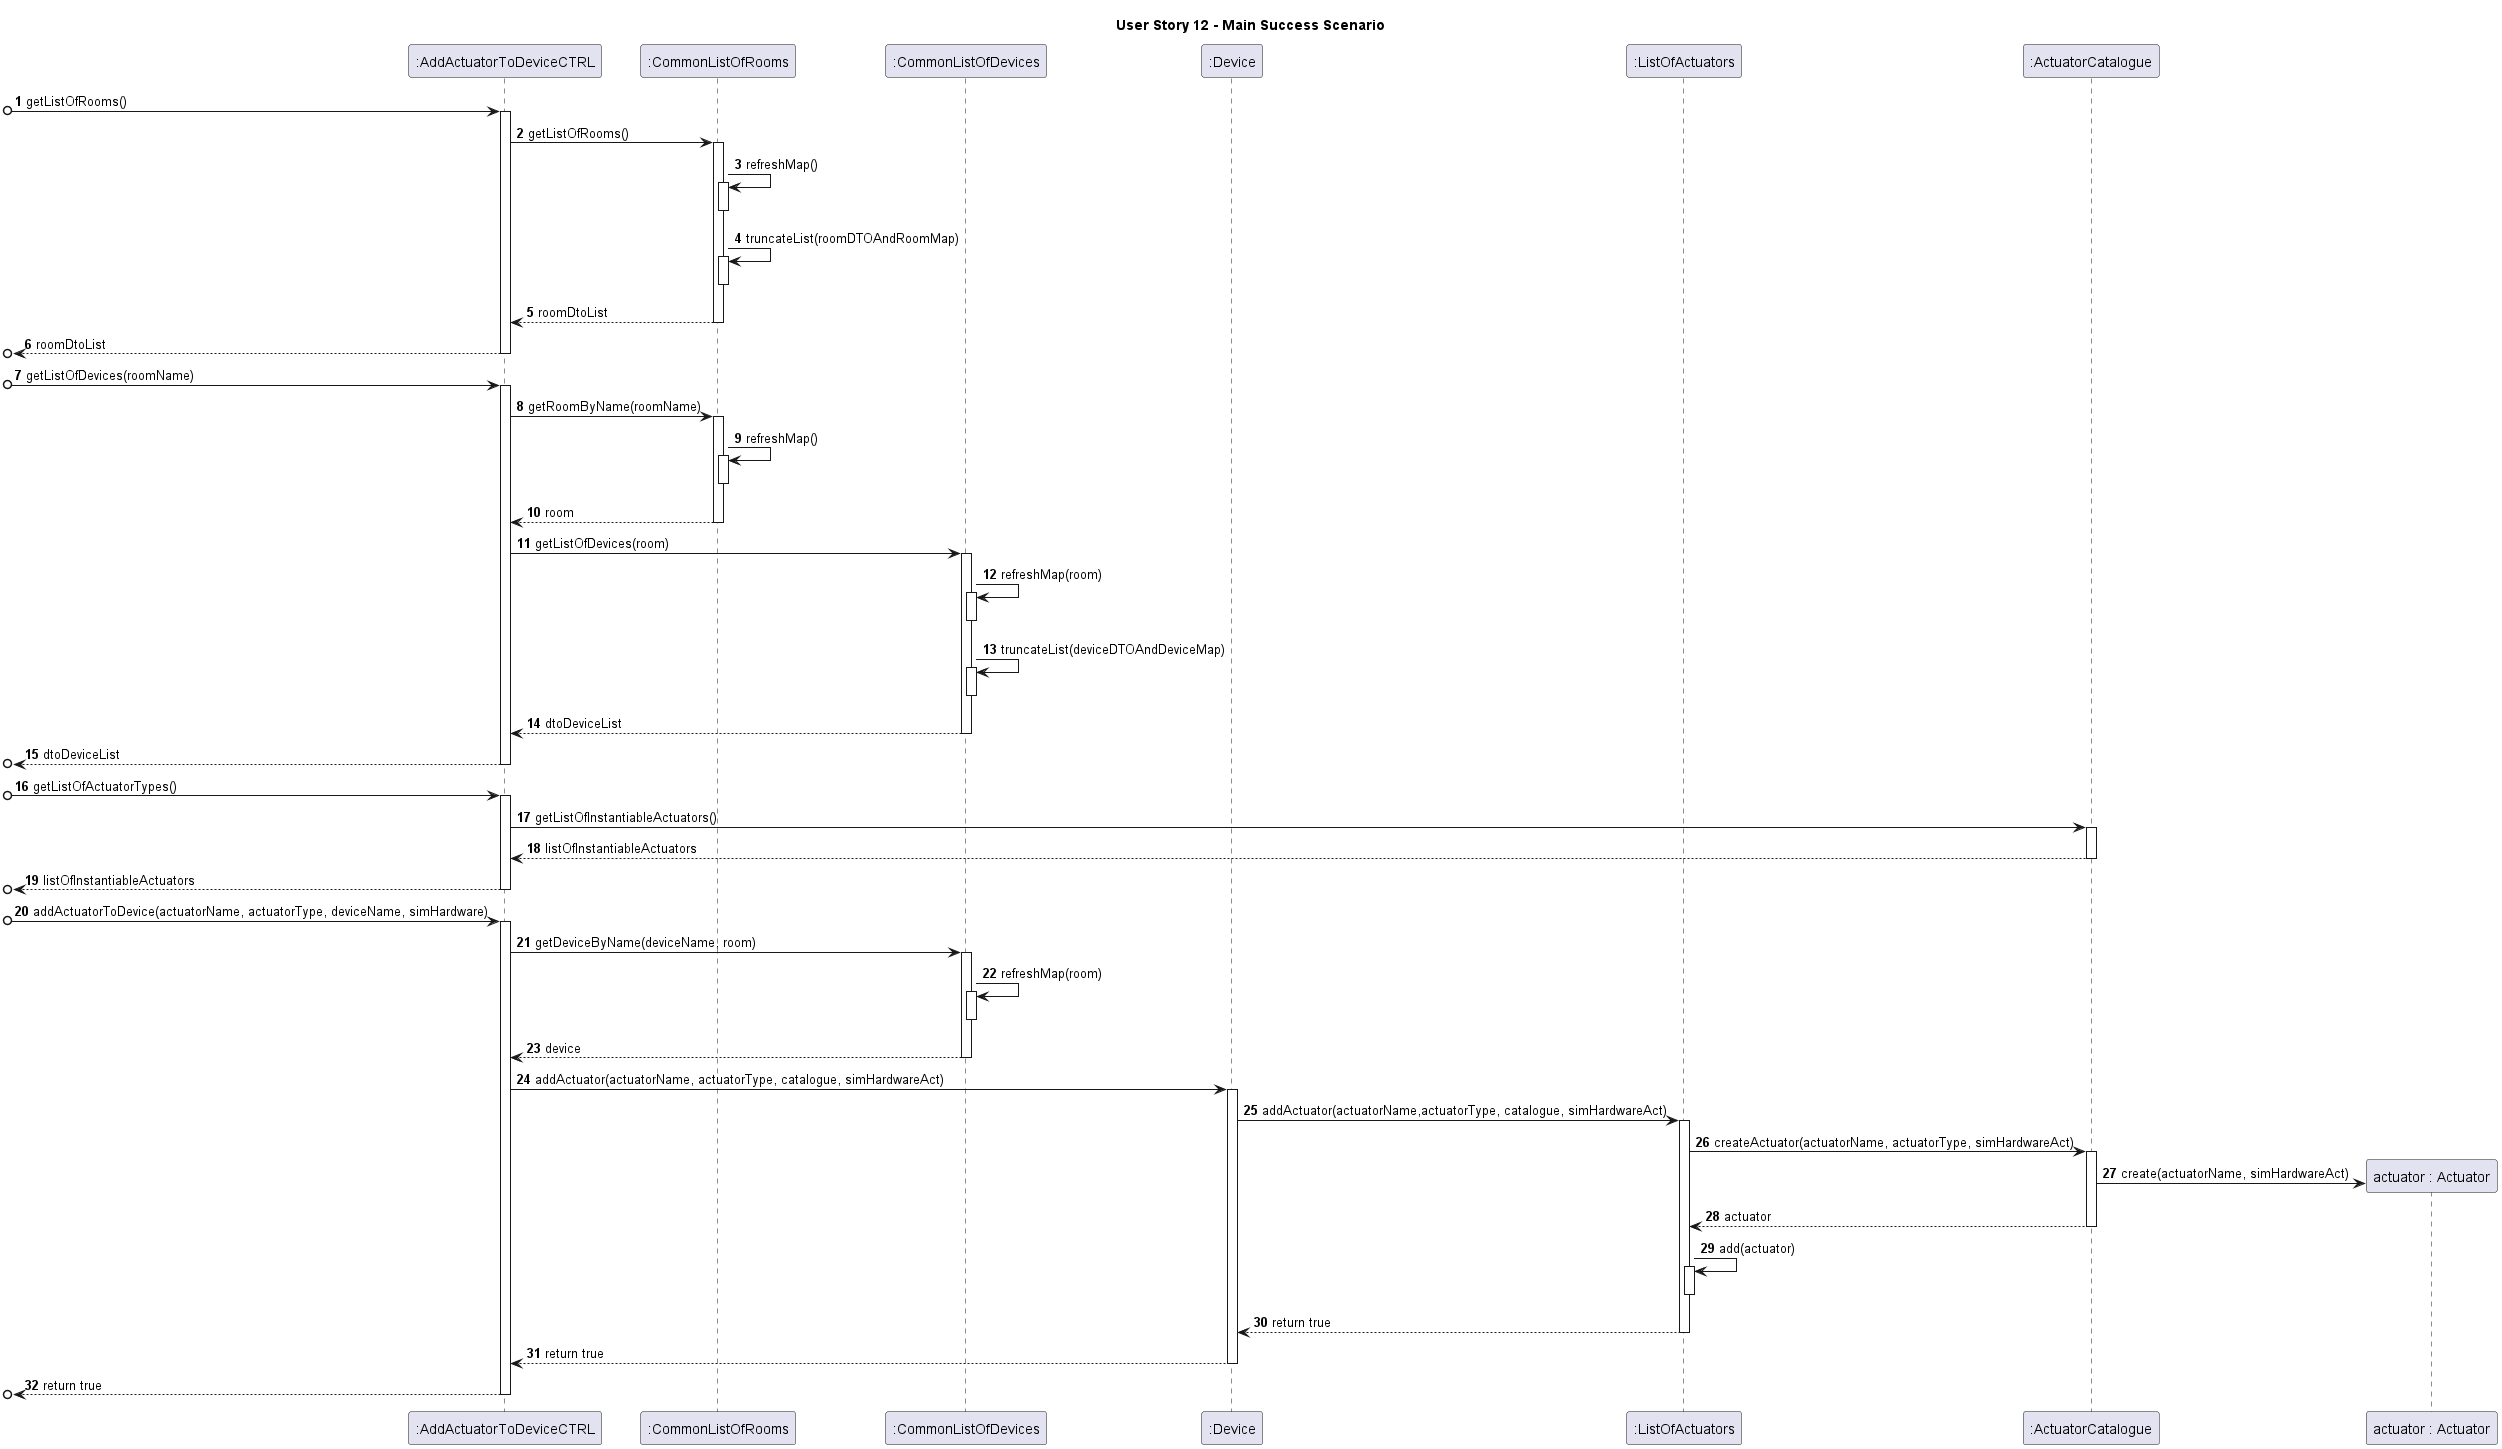 User Story 12 - Main Success Scenario
:AddActuatorToDeviceCTRL
:CommonListOfRooms
:CommonListOfDevices
:Device
:ListOfActuators
:ActuatorCatalogue
1 getListOfRooms()
2 getListOfRooms()
3 refreshMap()
4 truncateList(roomDTOAndRoomMap)
5 roomDtoList
6 roomDtoList
7 getListOfDevices(roomName)
8 getRoomByName(roomName)
9 refreshMap()
10 room
11 getListOfDevices(room)
12 refreshMap(room)
13 truncateList(deviceDTOAndDeviceMap)
14 dtoDeviceList
15 dtoDeviceList
16 getListOfActuatorTypes()
17 getListOfInstantiableActuators()
18 listOfInstantiableActuators
19 listOfInstantiableActuators
20 addActuatorToDevice(actuatorName, actuatorType, deviceName, simHardware)
21 getDeviceByName(deviceName, room)
22 refreshMap(room)
23 device
24 addActuator(actuatorName, actuatorType, catalogue, simHardwareAct)
25 addActuator(actuatorName,actuatorType, catalogue, simHardwareAct)
26 createActuator(actuatorName, actuatorType, simHardwareAct)
27 create(actuatorName, simHardwareAct)
actuator : Actuator
28 actuator
29 add(actuator)
30 return true
31 return true
32 return true
:AddActuatorToDeviceCTRL
:CommonListOfRooms
:CommonListOfDevices
:Device
:ListOfActuators
:ActuatorCatalogue
actuator : Actuator